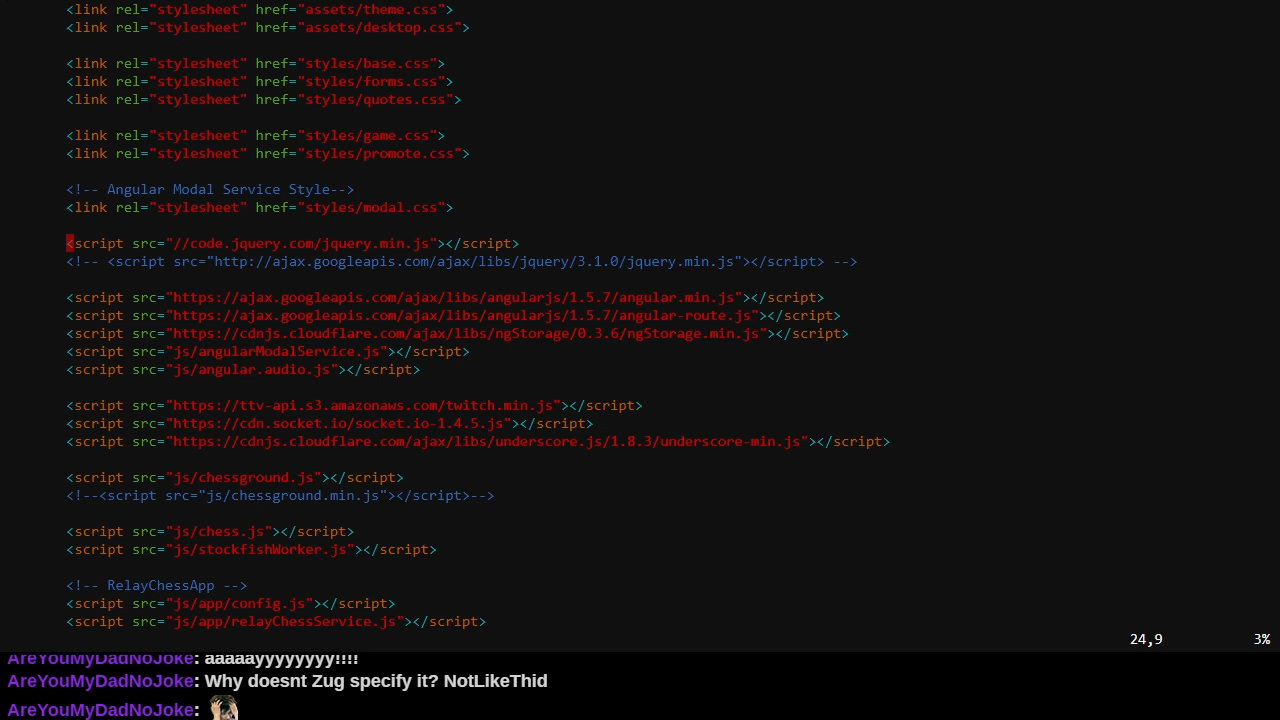 <link rel="stylesheet" href="assets/theme.css">
<link rel="stylesheet" href="assets/desktop.css">
<link rel="stylesheet" href="styles/base.css">
<link rel="stylesheet" href="styles/forms.css">
<link rel="stylesheet" href="styles/quotes.css">
<link rel="stylesheet" href="styles/game.css">
<link rel="stylesheet" href="styles/promote.css">
<!-- Angular Modal Service Style-->
<link rel="stylesheet" href="styles/modal.css">
<script src="//code.jquery.com/jquery.min.js"></script>
<!-- <script src="http://ajax.googleapis.com/ajax/libs/jquery/3.1.0/jquery.min.js"></script> -->
<script src="https://ajax.googleapis.com/ajax/libs/angularjs/1.5.7/angular.min.js"></script>
<script src="https://ajax.googleapis.com/ajax/libs/angularjs/1.5.7/angular-route.js"></script>
<script src="https://cdnjs.cloudflare.com/ajax/libs/ngStorage/0.3.6/ngStorage.min.js"></script>
<script src="js/angularModalService.js"></script>
<script src="js/angular.audio.js"></script>
<script src="https://ttv-api.s3.amazonaws.com/twitch.min.js"></script>
<script src="https://cdn.socket.io/socket.io-1.4.5.js"></script>
<script src="https://cdnjs.cloudflare.com/ajax/libs/underscore.js/1.8.3/underscore-min.js"></script>
<script src="js/chessground.js"></script>
<!--<script src="js/chessground.min.js"></script>-->
<script src="js/chess.js"></script>
<script src="js/stockfishWorker.js"></script>
<!-- RelayChessApp -->
<script src="js/app/config.js"></script>
<script src="js/app/relayChessService.js"></script>
24,9 3%
AreYouMyDadNoJoke: aaaaayyyyyyyy!!!!
AreYouMyDadNoJoke: Why doesnt Zug specify it? NotLikeThid
AreYouMyDadNoJoke: